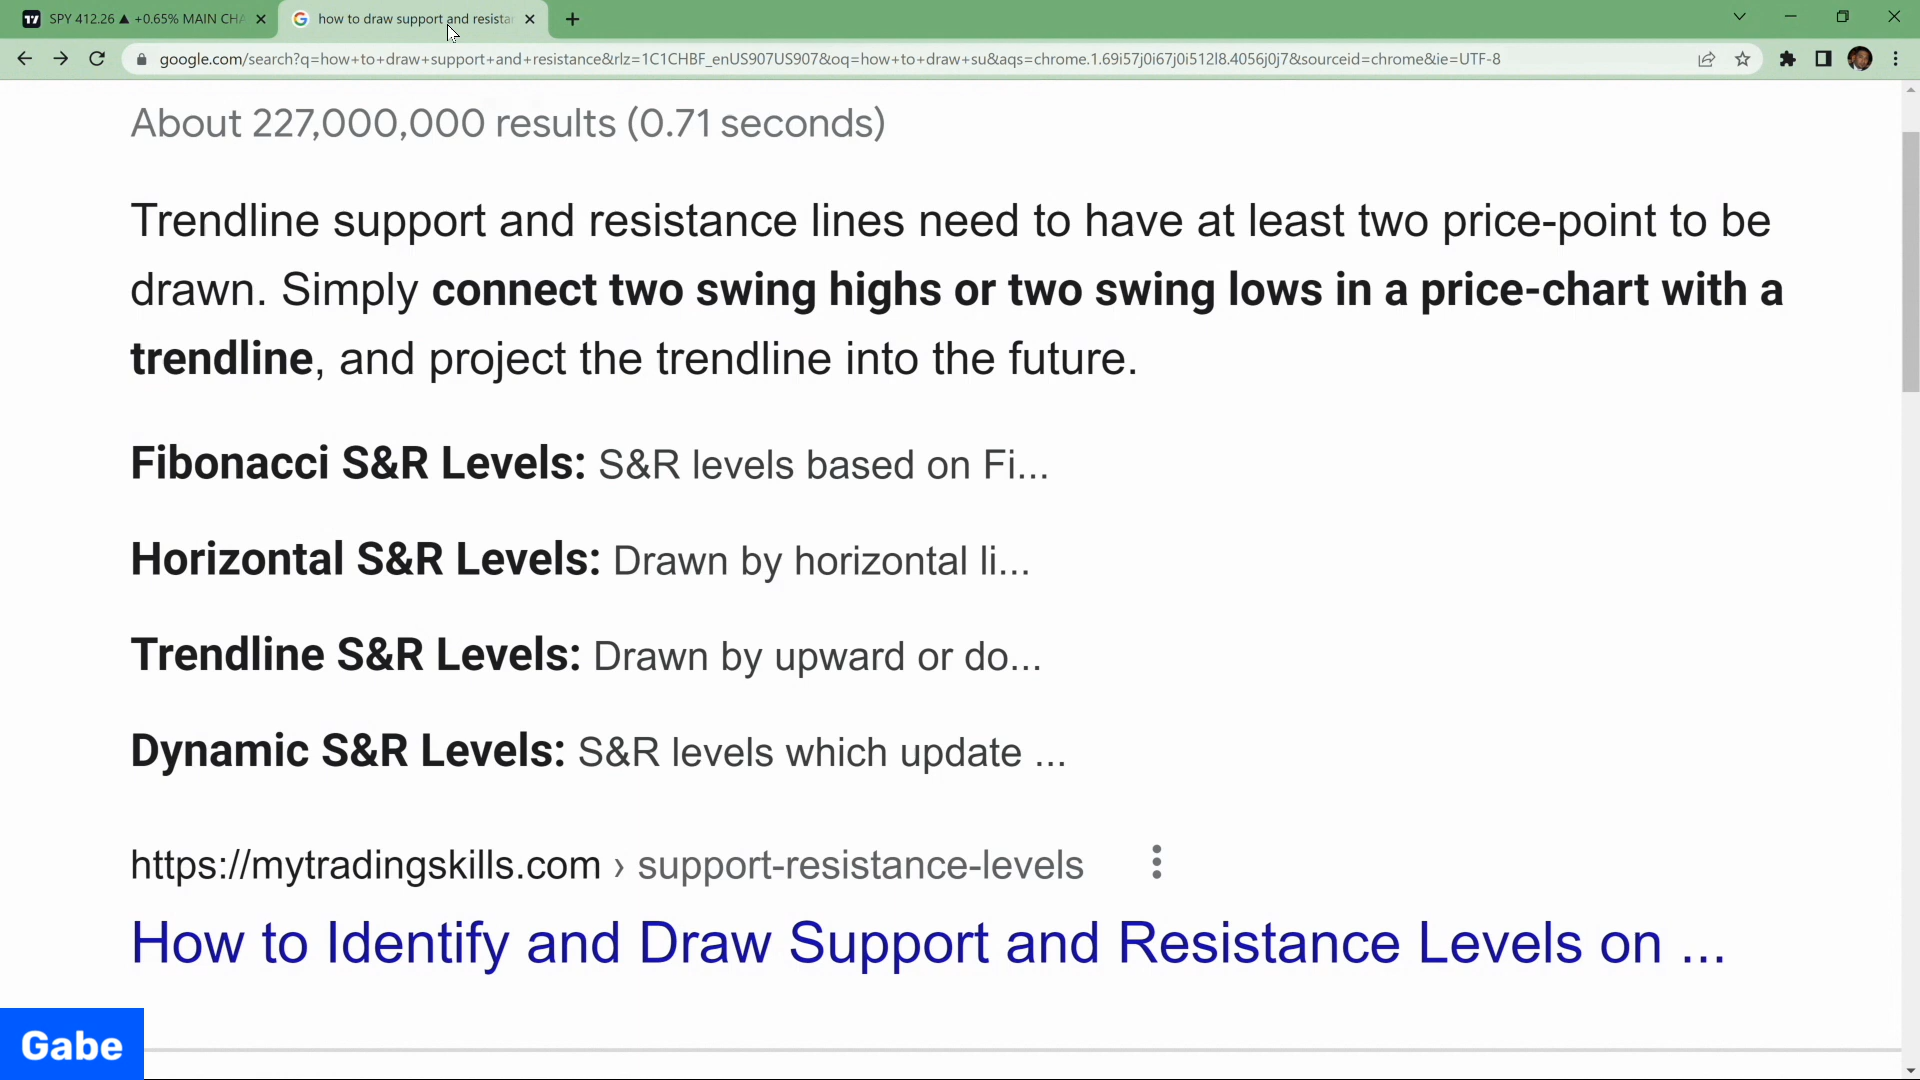 SPY 412.26 ▲ +0.65% MAIN CHA
how to draw support and resista
google.com/search?q=how+to+draw+support+and+resistance&rlz=1C1CHBF_enUS907US907&oq=how+to+draw+su&aqs=chrome.1.69i57j0i67j0i512l8.4056j0j7&sourceid=chrome&ie=UTF-8
About 227,000,000 results (0.71 seconds)
Trendline support and resistance lines need to have at least two price-point to be
drawn. Simply connect two swing highs or two swing lows in a price-chart with a
trendline, and project the trendline into the future.
Fibonacci S&R Levels: S&R levels based on Fi...
Horizontal S&R Levels: Drawn by horizontal li...
Trendline S&R Levels: Drawn by upward or do...
Dynamic S&R Levels: S&R levels which update ...
https://mytradingskills.com › support-resistance-levels
How to Identify and Draw Support and Resistance Levels on ...
Gabe